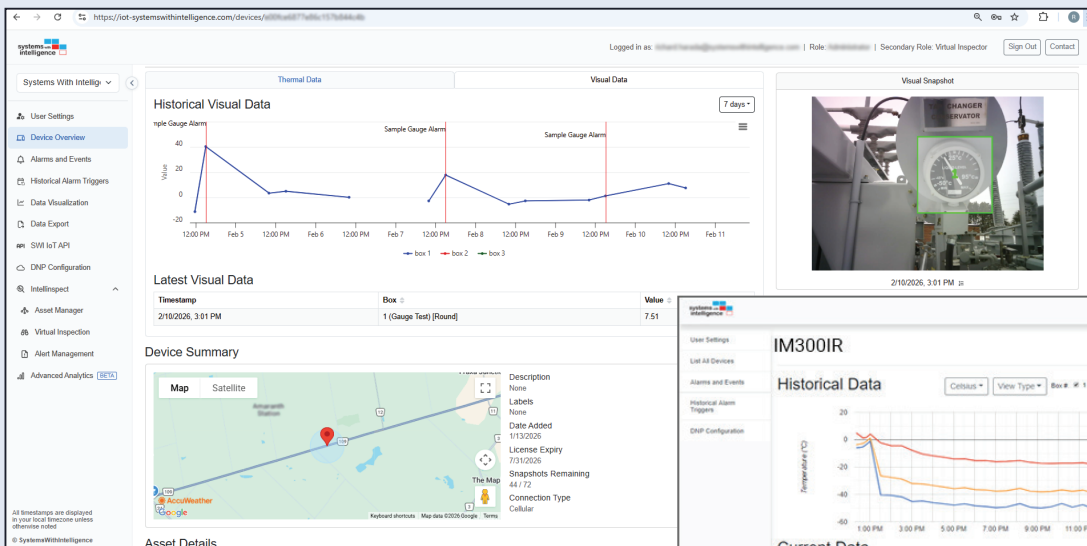 https://iot-systemswithintelligence.com/devices/
systems with
intelligence
Logged in as:
| Role:
| Secondary Role: Virtual Inspector
Sign Out
Contact
Systems With Intellig
User Settings
Device Overview
Alarms and Events
Historical Alarm Triggers
Data Visualization
Data Export
API SWI IoT API
DNP Configuration
Intellinspect
Asset Manager
Virtual Inspection
Alert Management
Advanced Analytics BETA
All timestamps are displayed
in your local timezone unless
otherwise noted
© SystemsWithIntelligence
Thermal Data
Visual Data
Historical Visual Data
7 days
mple Gauge Alarm
Sample Gauge Alarm
Sample Gauge Alarm
Value
40
20
0
-20
12:00 PM Feb 5 12:00 PM Feb 6 12:00 PM Feb 7 12:00 PM Feb 8 12:00 PM Feb 9 12:00 PM Feb 10 12:00 PM Feb 11
box 1 box 2 box 3
Latest Visual Data
Timestamp Box Value
2/10/2026, 3:01 PM 1 (Gauge Test) [Round] 7.51
Visual Snapshot
CHANGER
2/10/2026, 3:01 PM
Device Summary
Map Satellite
12
11
109
109
2
AccuWeather
Google
The Map
Keyboard shortcuts Map data ©2026 Google Terms
Description
None
Labels
None
Date Added
1/13/2026
License Expiry
7/31/2026
Snapshots Remaining
44 / 72
Connection Type
Cellular
Asset Details
systems with
intelligence
User Settings
List All Devices
Alarms and Events
Historical Alarm
Triggers
DNP Configuration
IM300IR
Historical Data
Celsius
View Type
Box # 1
Temperature (°C)
20
0
-20
-40
-60
1:00 PM 3:00 PM 5:00 PM 7:00 PM 9:00 PM 11:00 P
Current Data